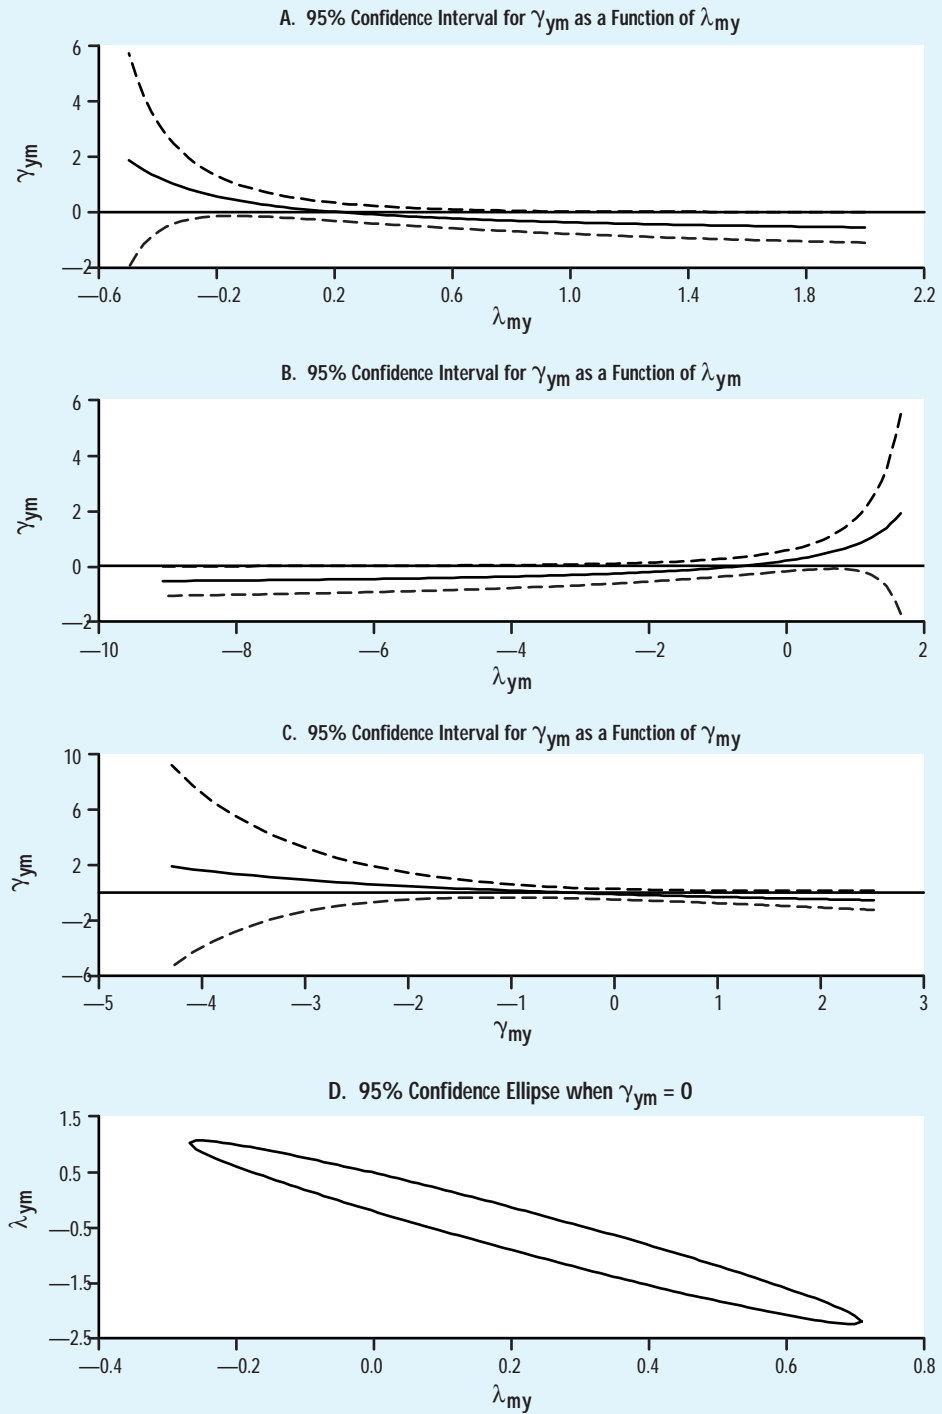 A. 95% Confidence Interval for γym as a Function of λmy
6
4
2
0
—2
γym
—0.6 —0.2 0.2 0.6 1.0 1.4 1.8 2.2
λmy
B. 95% Confidence Interval for γym as a Function of λym
6
4
2
0
—2
γym
—10 —8 —6 —4 —2 0 2
λym
C. 95% Confidence Interval for γym as a Function of γmy
10
6
2
—2
—6
γym
—5 —4 —3 —2 —1 0 1 2 3
γmy
D. 95% Confidence Ellipse when γym = 0
1.5
0.5
—0.5
—1.5
—2.5
λym
—0.4 —0.2 0.0 0.2 0.4 0.6 0.8
λmy